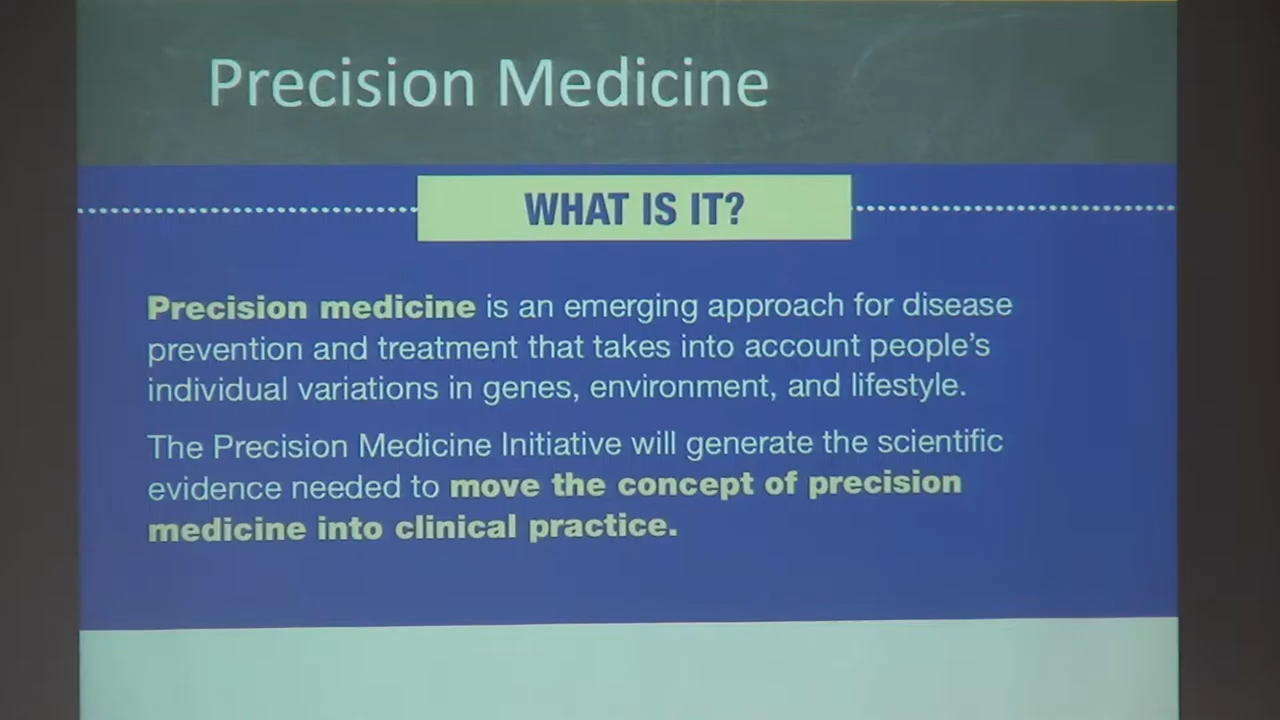 Precision Medicine
WHAT IS IT?
Precision medicine is an emerging approach for disease
prevention and treatment that takes into account people's
individual variations in genes, environment, and lifestyle.
The Precision Medicine Initiative will generate the scientific
evidence needed to move the concept of precision
medicine into clinical practice.